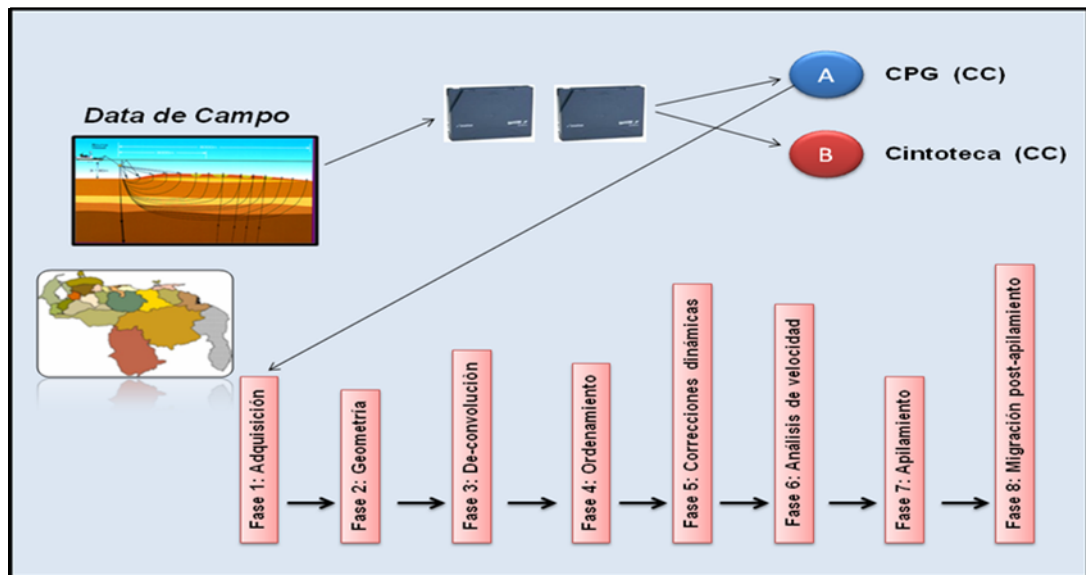 Data de Campo
A
CPG (CC)
B
Cintoteca (CC)
Fase 1: Adquisición
Fase 2: Geometría
Fase 3: De-convolución
Fase 4: Ordenamiento
Fase 5: Correcciones dinámicas
Fase 6: Análisis de velocidad
Fase 7: Apilamiento
Fase 8: Migración post-apilamiento